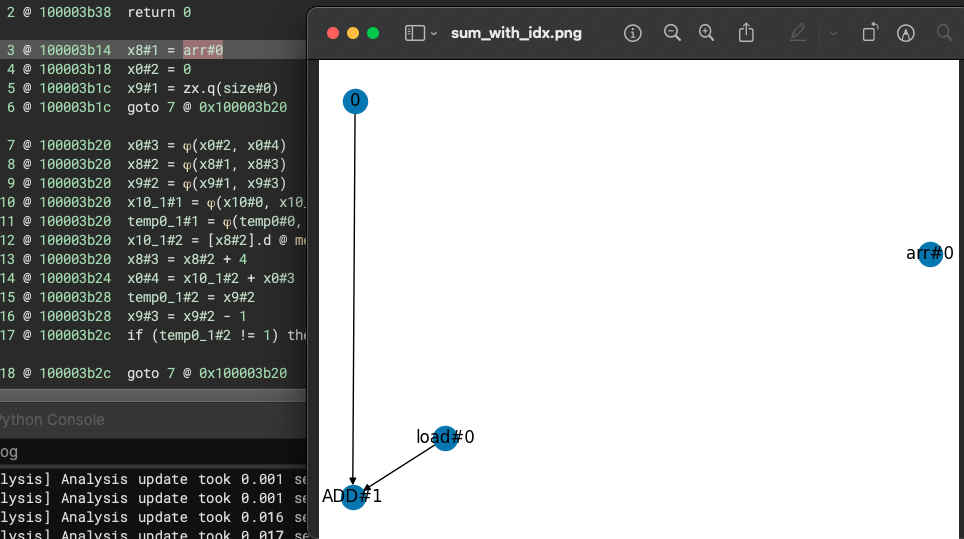 2 @ 100003b38 return 0
3 @ 100003b14 x8#1 = arr#0
4 @ 100003b18 x0#2 = 0
5 @ 100003b1c x9#1 = zx.q(size#0)
6 @ 100003b1c goto 7 @ 0x100003b20
7 @ 100003b20 x0#3 = φ(x0#2, x0#4)
8 @ 100003b20 x8#2 = φ(x8#1, x8#3)
9 @ 100003b20 x9#2 = φ(x9#1, x9#3)
10 @ 100003b20 x10_1#1 = φ(x10#0, x10_
11 @ 100003b20 temp0_1#1 = φ(temp0#0,
12 @ 100003b20 x10_1#2 = [x8#2].d @ me
13 @ 100003b20 x8#3 = x8#2 + 4
14 @ 100003b24 x0#4 = x10_1#2 + x0#3
15 @ 100003b28 temp0_1#2 = x9#2
16 @ 100003b28 x9#3 = x9#2 - 1
17 @ 100003b2c if (temp0_1#2 != 1) the
18 @ 100003b2c goto 7 @ 0x100003b20
Python Console
og
lysis] Analysis update took 0.001 se
lysis] Analysis update took 0.001 se
lysis] Analysis update took 0.016 se
lysis] Analysis update took 0.017 se
sum_with_idx.png
0
arr#0
load#0
ADD#1